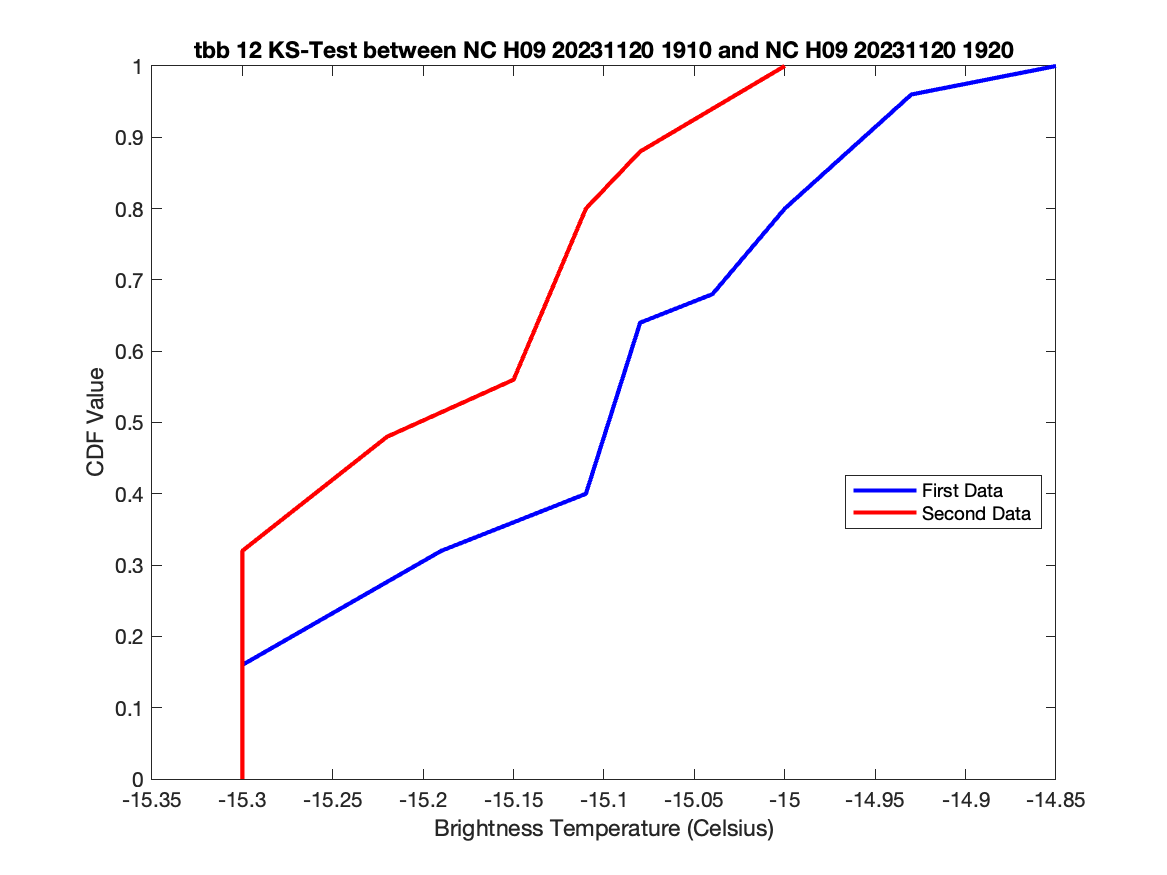 tbb 12 KS-Test between NC H09 20231120 1910 and NC H09 20231120 1920
1
0.9
0.8
0.7
0.6
0.5
0.4
0.3
0.2
0.1
0
CDF Value
First Data
Second Data
-15.35 -15.3 -15.25 -15.2 -15.15 -15.1 -15.05 -15 -14.95 -14.9 -14.85
Brightness Temperature (Celsius)